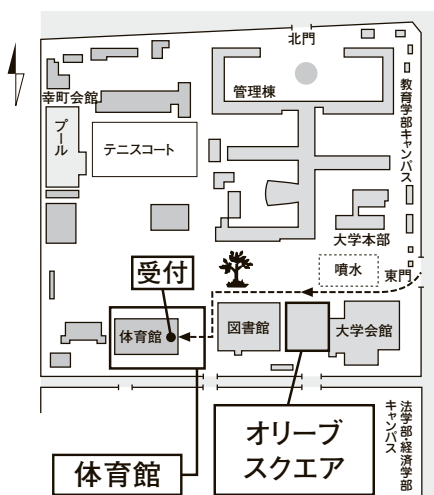 北門
幸町会館
管理棟
教育学部キャンパス
プール
テニスコート
大学本部
受付
噴水
東門
体育館
図書館
大学会館
体育館
オリーブ
スクエア
法学部・経済学部
キャンパス